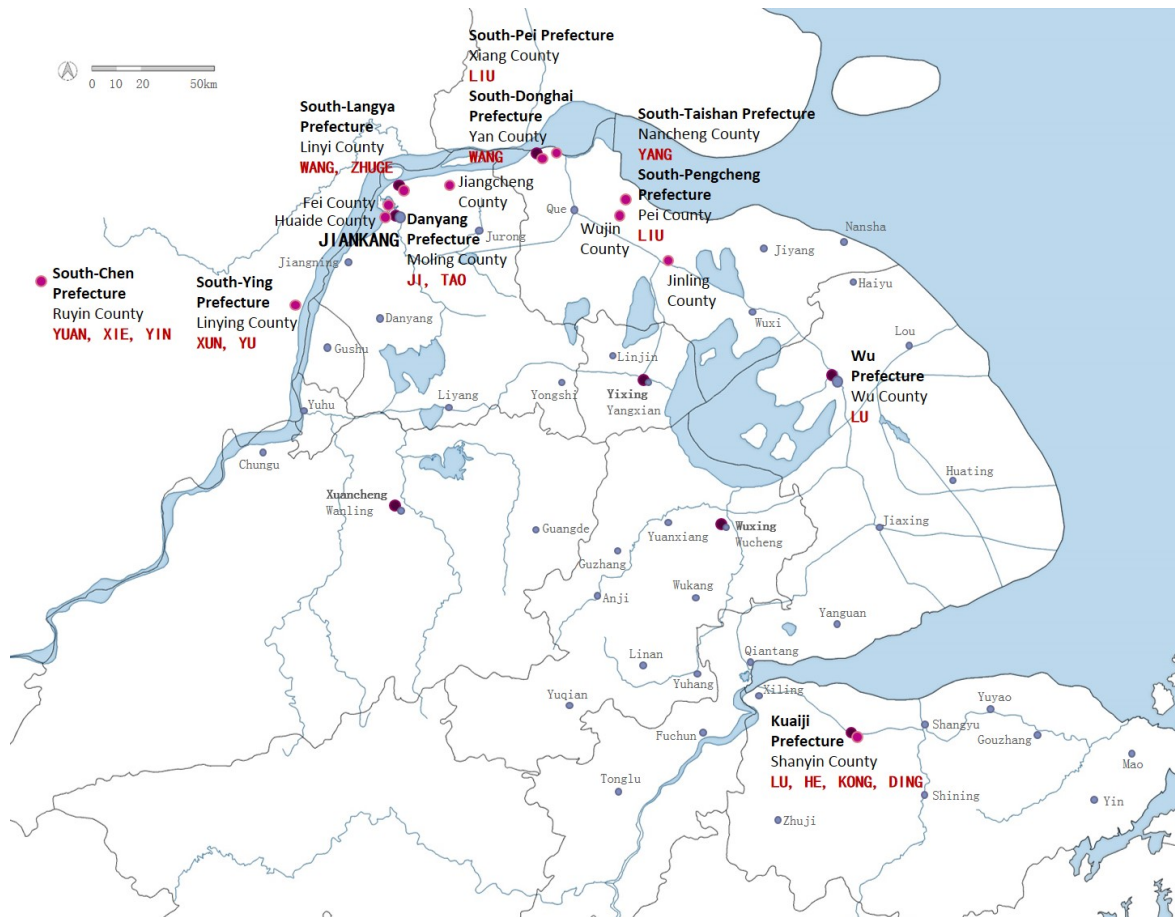 South-Pei Prefecture
Xiang County
LIU
0 10 20 50km
South-Langya
Prefecture
Linyi County
WANG, ZHUGE
South-Donghai
Prefecture
Yan County
WANG
South-Taishan Prefecture
Nancheng County
YANG
South-Pengcheng
Prefecture
Pei County
LIU
Jiangcheng
County
Fei County
Huaide County
JIANKANG
Danyang
Prefecture
Moling County
JI, TAO
Jurong
Que
Wujin
County
Jinling
County
Jiyang
Nansha
Haiyu
Jiangning
South-Chen
Prefecture
Ruyin County
YUAN, XIE, YIN
South-Ying
Prefecture
Linying County
XUN, YU
Danyang
Gushu
Wuxi
Lou
Linjin
Wu
Prefecture
Wu County
LU
Yuhu
Liyang
Yongshi
Yixing
Yangxian
Chungu
Huating
Xuancheng
Wanling
Guangde
Yuanxiang
Wuxing
Wucheng
Jiaxing
Guzhang
Anji
Wukang
Yanguan
Linan
Yuhang
Qiantang
Xiling
Yuqian
Fuchun
Kuaiji
Prefecture
Shanyin County
LU, HE, KONG, DING
Shangyu
Yuyao
Gouzhang
Mao
Tonglu
Shining
Yin
Zhuji